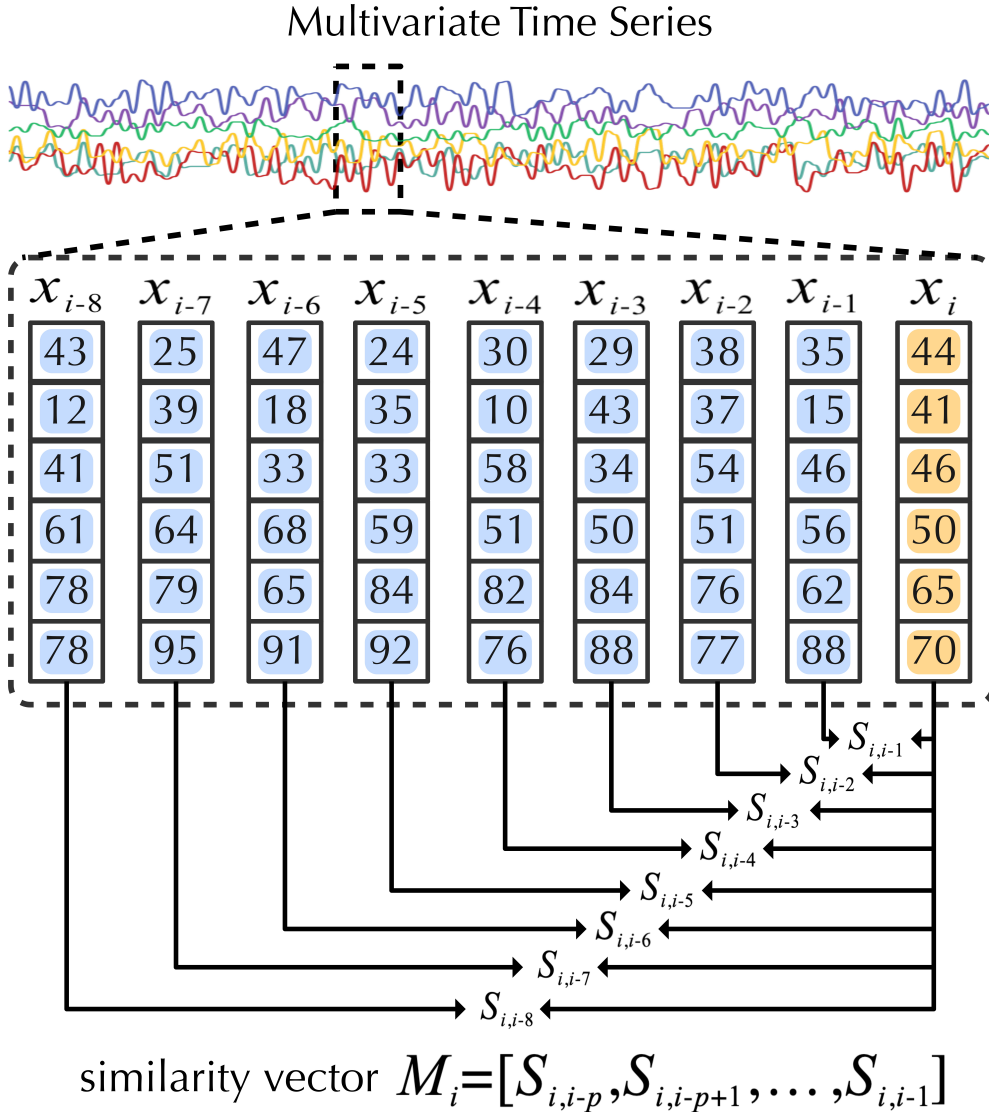 Multivariate Time Series
x_{i-8} x_{i-7} x_{i-6} x_{i-5} x_{i-4} x_{i-3} x_{i-2} x_{i-1} x_i
43 25 47 24 30 29 38 35 44
12 39 18 35 10 43 37 15 41
41 51 33 33 58 34 54 46 46
61 64 68 59 51 50 51 56 50
78 79 65 84 82 84 76 62 65
78 95 91 92 76 88 77 88 70
S_{i,i-1}
S_{i,i-2}
S_{i,i-3}
S_{i,i-4}
S_{i,i-5}
S_{i,i-6}
S_{i,i-7}
S_{i,i-8}
similarity vector M_i=[S_{i,i-p},S_{i,i-p+1},...,S_{i,i-1}]